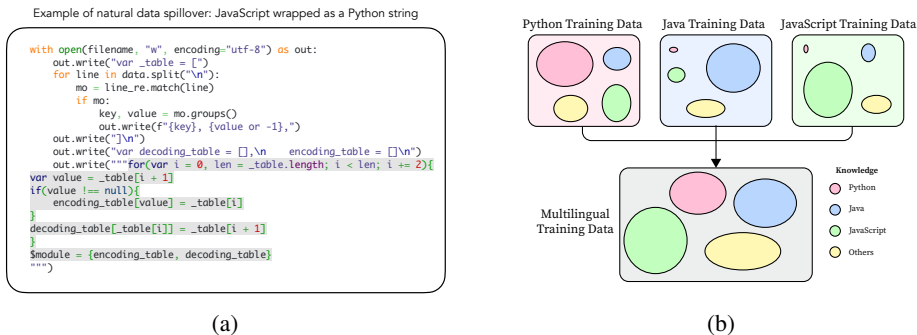 Example of natural data spillover: JavaScript wrapped as a Python string
with open(filename, "w", encoding="utf-8") as out:
    out.write("var _table = [")
    for line in data.split("\n"):
        mo = line_re.match(line)
        if mo:
            key, value = mo.groups()
            out.write(f"{key}, {value or -1},")
    out.write("]\n")
    out.write("var decoding_table = [],\n    encoding_table = []\n")
    out.write("""for(var i = 0, len = _table.length; i < len; i += 2){
var value = _table[i + 1]
if(value !== null){
    encoding_table[value] = _table[i]
}
decoding_table[_table[i]] = _table[i + 1]
}
$module = {encoding_table, decoding_table}
""")
(a)
Python Training Data
Java Training Data
JavaScript Training Data
Multilingual
Training Data
Knowledge
Python
Java
JavaScript
Others
(b)